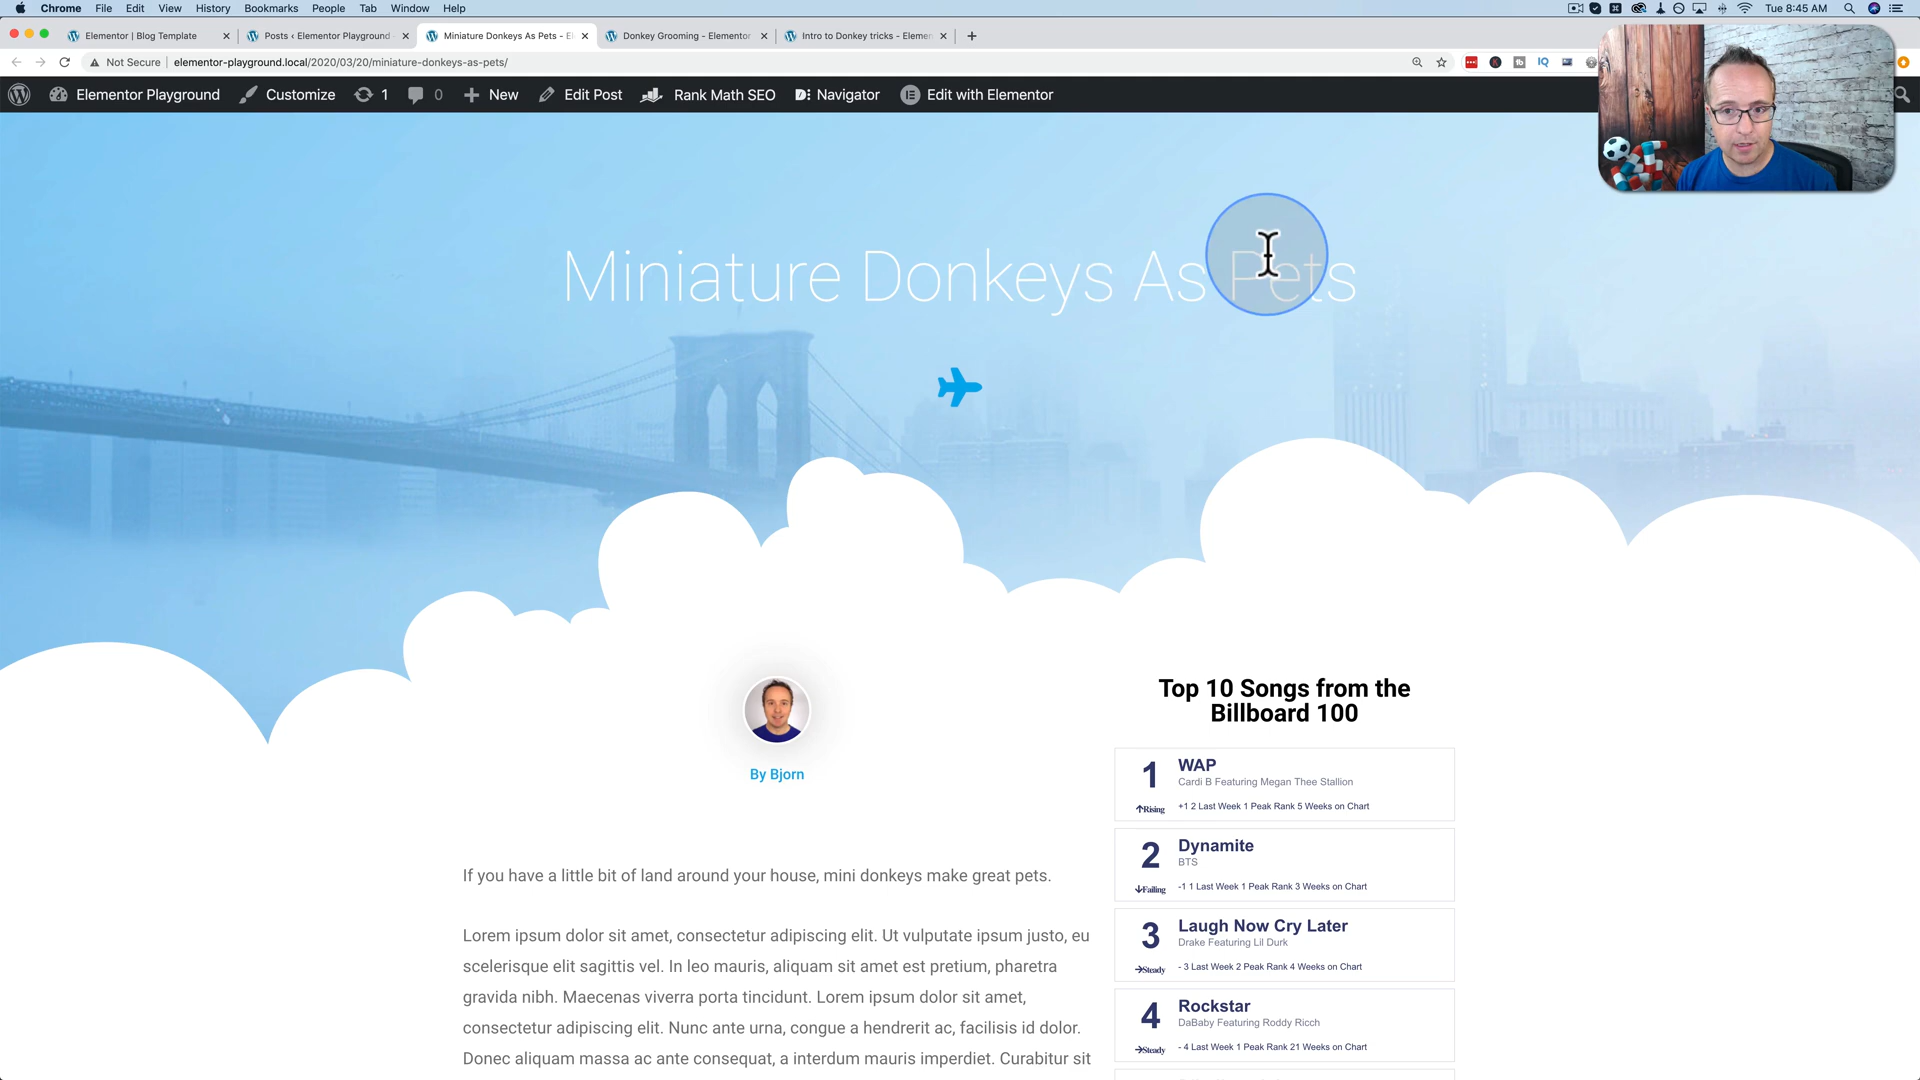 Chrome File Edit View History Bookmarks People Tab Window Help Tue 8:45 AM
Elementor | Blog Template Posts ‹ Elementor Playground - Miniature Donkeys As Pets - E Donkey Grooming - Elementor Intro to Donkey tricks - Elemen
Not Secure elementor-playground.local/2020/03/20/miniature-donkeys-as-pets/ IQ
Elementor Playground Customize 1 0 New Edit Post Rank Math SEO Navigator Edit with Elementor
Miniature Donkeys As Pets
By Bjorn
If you have a little bit of land around your house, mini donkeys make great pets.
Lorem ipsum dolor sit amet, consectetur adipiscing elit. Ut vulputate ipsum justo, eu
scelerisque elit sagittis vel. In leo mauris, aliquam sit amet est pretium, pharetra
gravida nibh. Maecenas viverra porta tincidunt. Lorem ipsum dolor sit amet,
consectetur adipiscing elit. Nunc ante urna, congue a hendrerit ac, facilisis id dolor.
Donec aliquam massa ac ante consequat, a interdum mauris imperdiet. Curabitur sit
Top 10 Songs from the
Billboard 100
1 WAP
Cardi B Featuring Megan Thee Stallion
Rising +1 2 Last Week 1 Peak Rank 5 Weeks on Chart
2 Dynamite
BTS
Failing -1 1 Last Week 1 Peak Rank 3 Weeks on Chart
3 Laugh Now Cry Later
Drake Featuring Lil Durk
Steady - 3 Last Week 2 Peak Rank 4 Weeks on Chart
4 Rockstar
DaBaby Featuring Roddy Ricch
Steady - 4 Last Week 1 Peak Rank 21 Weeks on Chart